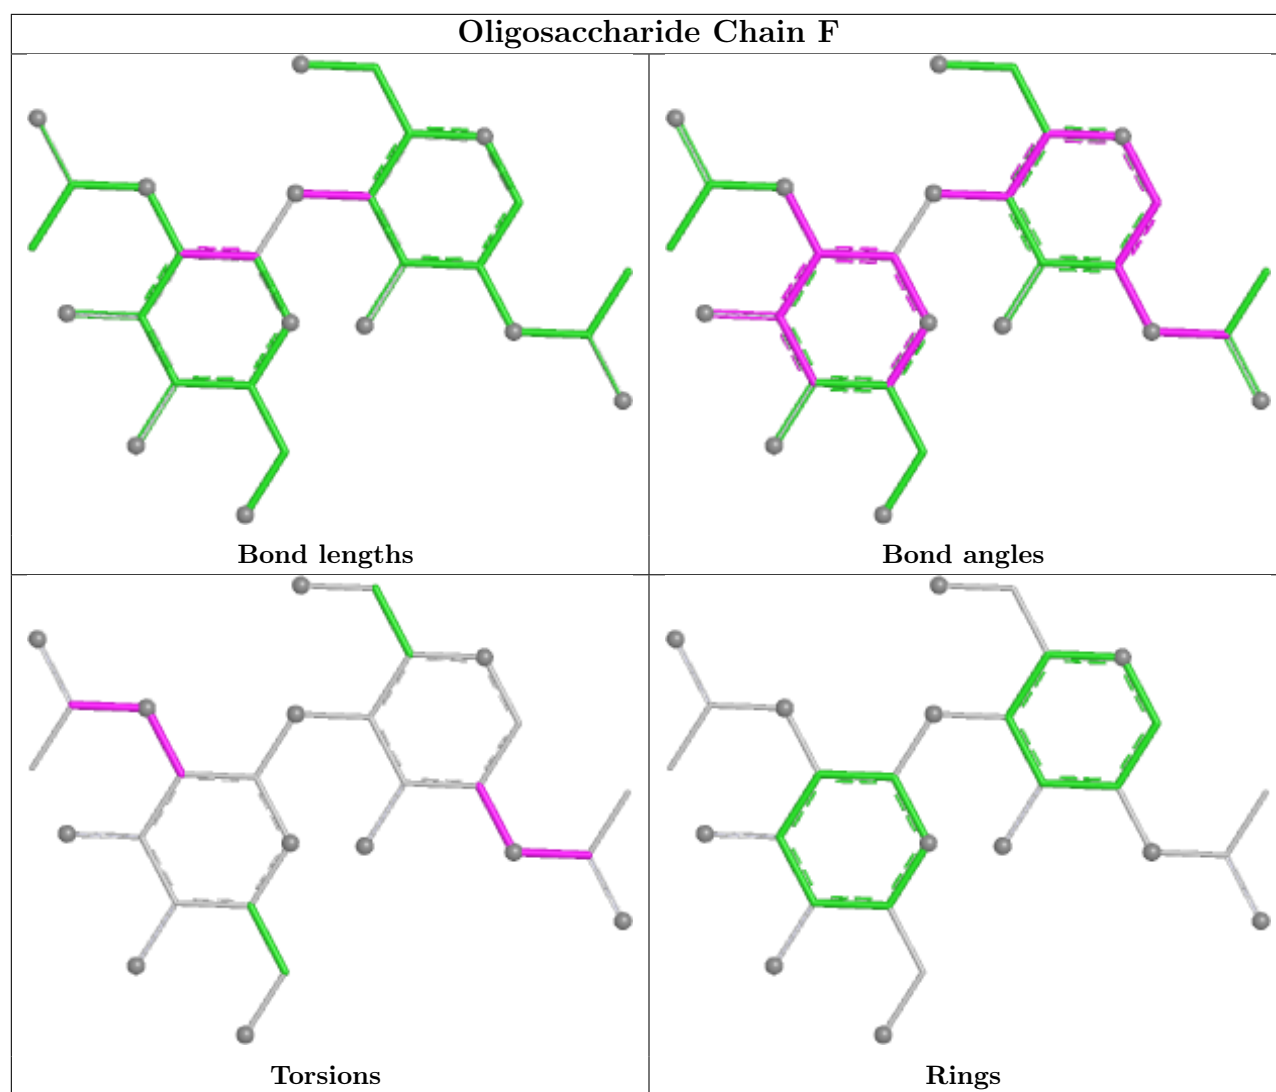 Oligosaccharide Chain F
Bond lengths
Bond angles
Torsions
Rings